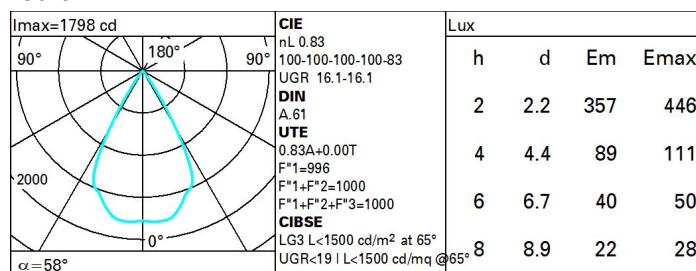 Imax=1798 cd
90°
180°
90°
2000
0°
α=58°
CIE
nL 0.83
100-100-100-100-83
UGR 16.1-16.1
DIN
A.61
UTE
0.83A+0.00T
F"1=996
F"1+F"2=1000
F"1+F"2+F"3=1000
CIBSE
LG3 L<1500 cd/m² at 65°
UGR<19 | L<1500 cd/mq @65°
Lux
h d Em Emax
2 2.2 357 446
4 4.4 89 111
6 6.7 40 50
8 8.9 22 28